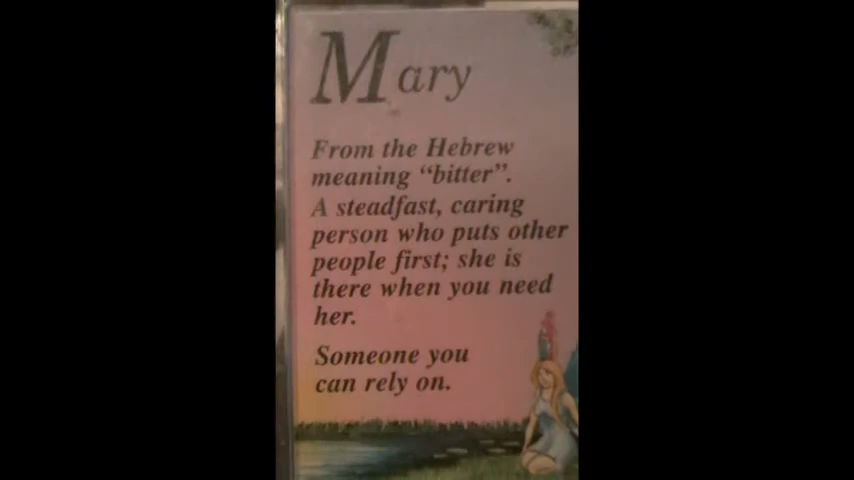 Mary
From the Hebrew
meaning “bitter”.
A steadfast, caring
person who puts other
people first; she is
there when you need
her.
Someone you
can rely on.